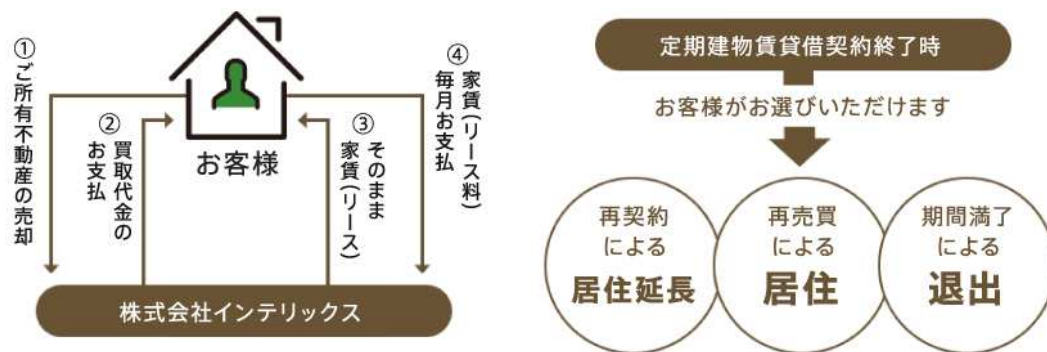 ①ご所有不動産の売却
②買取代金の
お支払
お客様
③そのまま
家賃(リース)
④家賃(リース料)
毎月お支払
株式会社インテリックス
定期建物賃貸借契約終了時
お客様がお選びいただけます
再契約
による
居住延長
再売買
による
居住
期間満了
による
退出